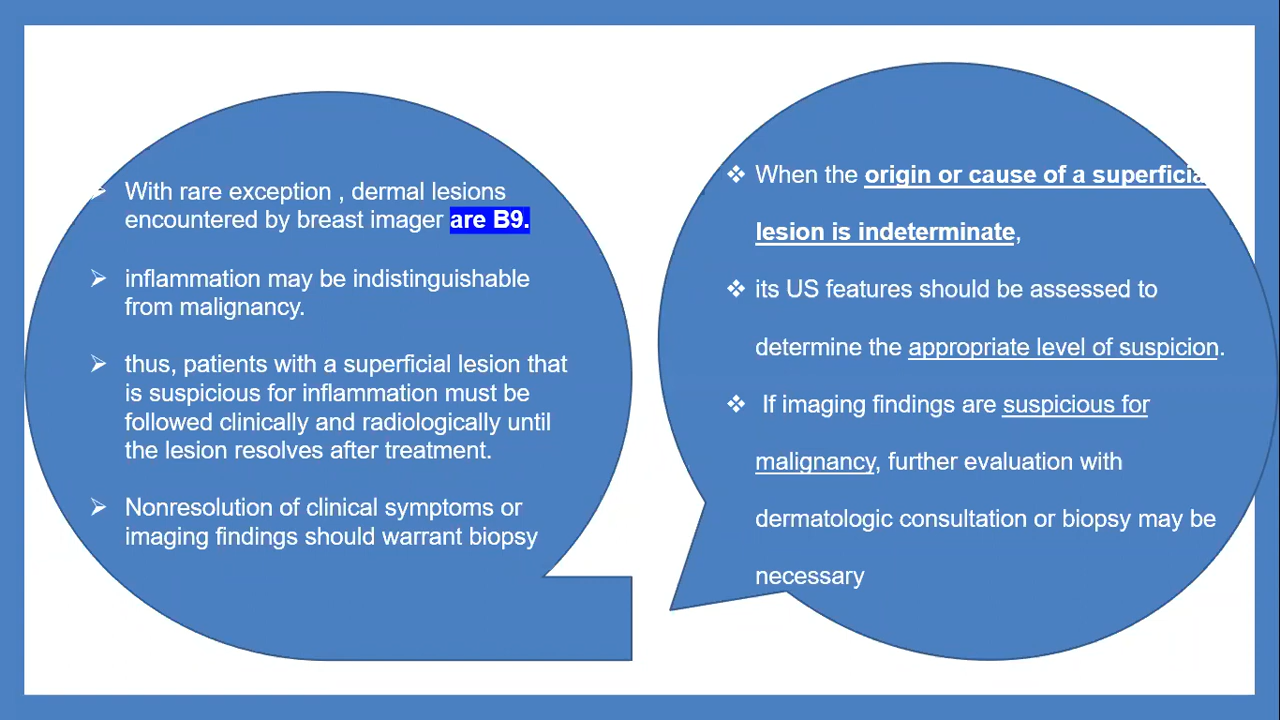 With rare exception , dermal lesions
encountered by breast imager are B9.
inflammation may be indistinguishable
from malignancy.
thus, patients with a superficial lesion that
is suspicious for inflammation must be
followed clinically and radiologically until
the lesion resolves after treatment.
Nonresolution of clinical symptoms or
imaging findings should warrant biopsy
When the origin or cause of a superficial
lesion is indeterminate,
its US features should be assessed to
determine the appropriate level of suspicion.
If imaging findings are suspicious for
malignancy, further evaluation with
dermatologic consultation or biopsy may be
necessary